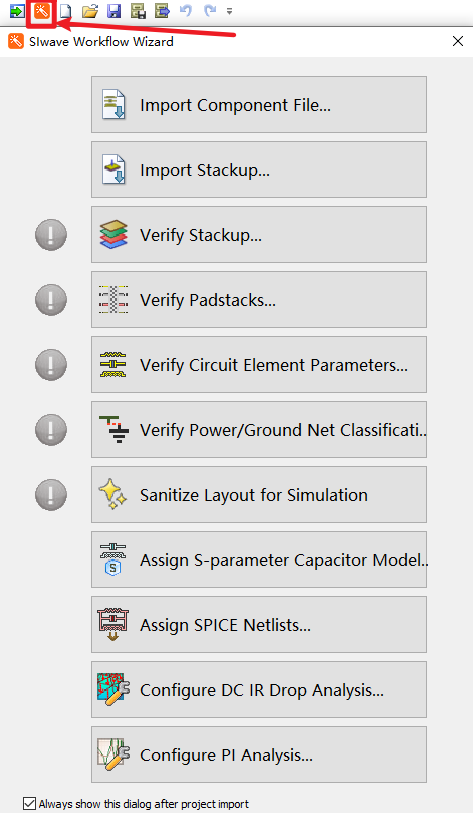 SIwave Workflow Wizard
Import Component File...
Import Stackup...
Verify Stackup...
Verify Padstacks...
Verify Circuit Element Parameters...
Verify Power/Ground Net Classificati..
Sanitize Layout for Simulation
Assign S-parameter Capacitor Model..
S
Assign SPICE Netlists...
Configure DC IR Drop Analysis...
Configure PI Analysis...
Always show this dialog after project import